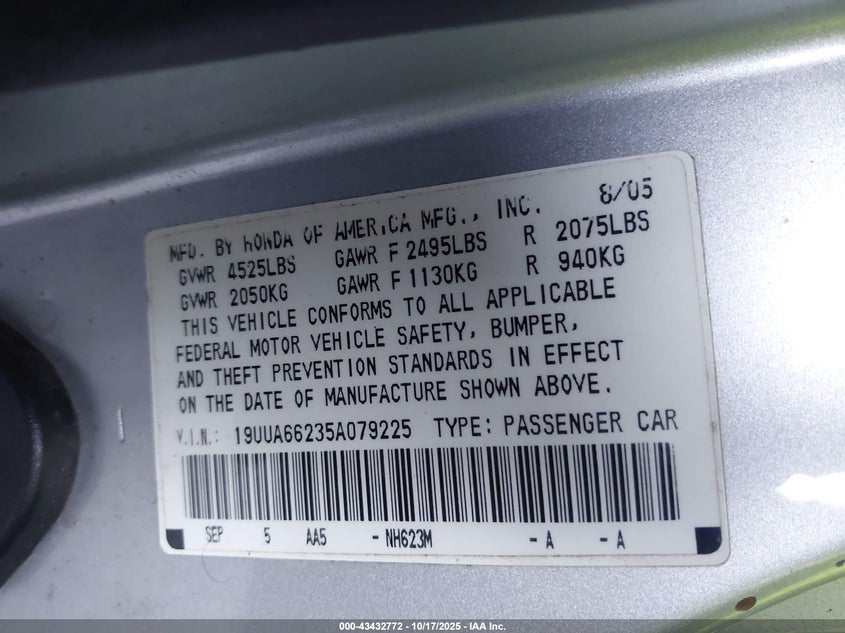 8/05
MFD. BY HONDA OF AMERICA MFG., INC.
GVWR 4525LBS GAWR F 2495LBS R 2075LBS
GVWR 2050KG GAWR F 1130KG R 940KG
THIS VEHICLE CONFORMS TO ALL APPLICABLE
FEDERAL MOTOR VEHICLE SAFETY, BUMPER,
AND THEFT PREVENTION STANDARDS IN EFFECT
ON THE DATE OF MANUFACTURE SHOWN ABOVE.
V.I.N.: 19UUA66235A079225 TYPE: PASSENGER CAR
SEP 5 AA5 - NH623M - A - A
000-43432772 - 10/17/2025 - IAA Inc.